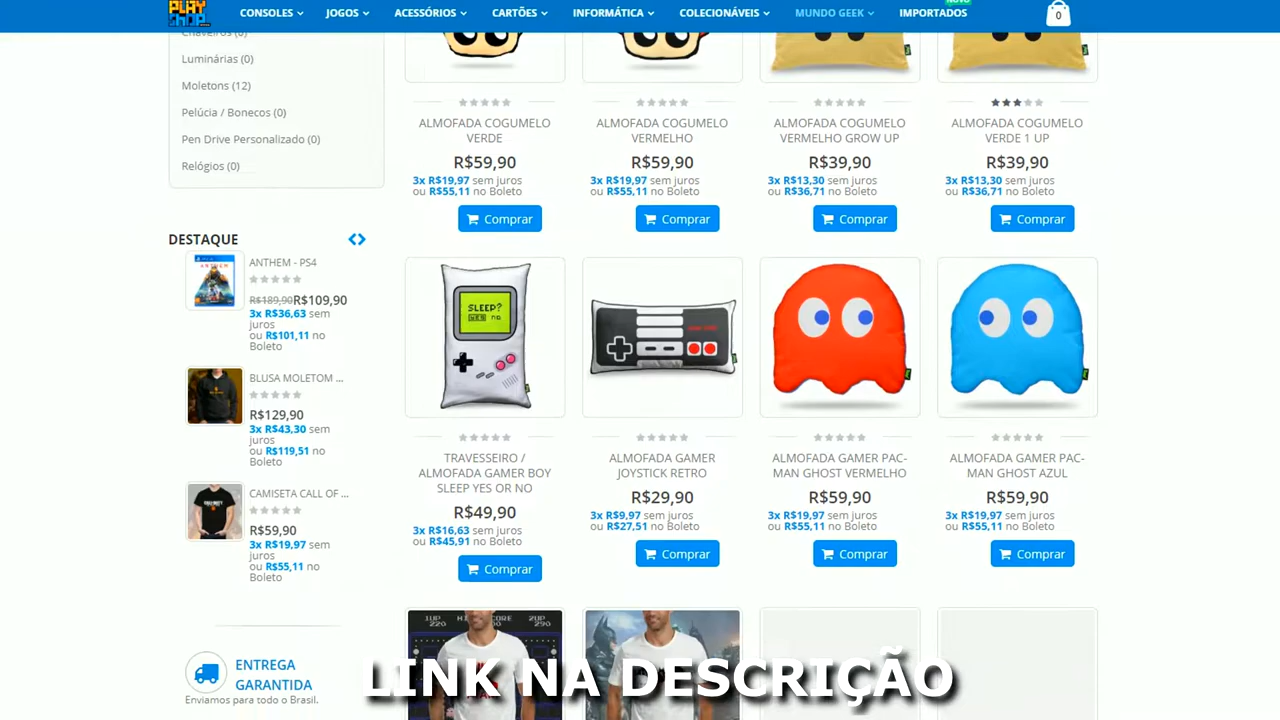 PLAY
SHOP
CONSOLES
JOGOS
ACESSÓRIOS
CARTÕES
INFORMÁTICA
COLECIONÁVEIS
MUNDO GEEK
NOVO
IMPORTADOS
0
Chaveiros (0)
Luminárias (0)
Moletons (12)
Pelúcia / Bonecos (0)
Pen Drive Personalizado (0)
Relógios (0)
DESTAQUE
ANTHEM - PS4
R$189,90R$109,90
3x R$36,63 sem
juros
ou R$101,11 no
Boleto
BLUSA MOLETOM ...
R$129,90
3x R$43,30 sem
juros
ou R$119,51 no
Boleto
CAMISETA CALL OF ...
R$59,90
3x R$19,97 sem
juros
ou R$55,11 no
Boleto
ENTREGA
GARANTIDA
Enviamos para todo o Brasil.
ALMOFADA COGUMELO
VERDE
R$59,90
3x R$19,97 sem juros
ou R$55,11 no Boleto
Comprar
ALMOFADA COGUMELO
VERMELHO
R$59,90
3x R$19,97 sem juros
ou R$55,11 no Boleto
Comprar
ALMOFADA COGUMELO
VERMELHO GROW UP
R$39,90
3x R$13,30 sem juros
ou R$36,71 no Boleto
Comprar
ALMOFADA COGUMELO
VERDE 1 UP
R$39,90
3x R$13,30 sem juros
ou R$36,71 no Boleto
Comprar
SLEEP?
TRAVESSEIRO /
ALMOFADA GAMER BOY
SLEEP YES OR NO
R$49,90
3x R$16,63 sem juros
ou R$45,91 no Boleto
Comprar
ALMOFADA GAMER
JOYSTICK RETRO
R$29,90
3x R$9,97 sem juros
ou R$27,51 no Boleto
Comprar
ALMOFADA GAMER PAC-
MAN GHOST VERMELHO
R$59,90
3x R$19,97 sem juros
ou R$55,11 no Boleto
Comprar
ALMOFADA GAMER PAC-
MAN GHOST AZUL
R$59,90
3x R$19,97 sem juros
ou R$55,11 no Boleto
Comprar
LINK NA DESCRIÇÃO